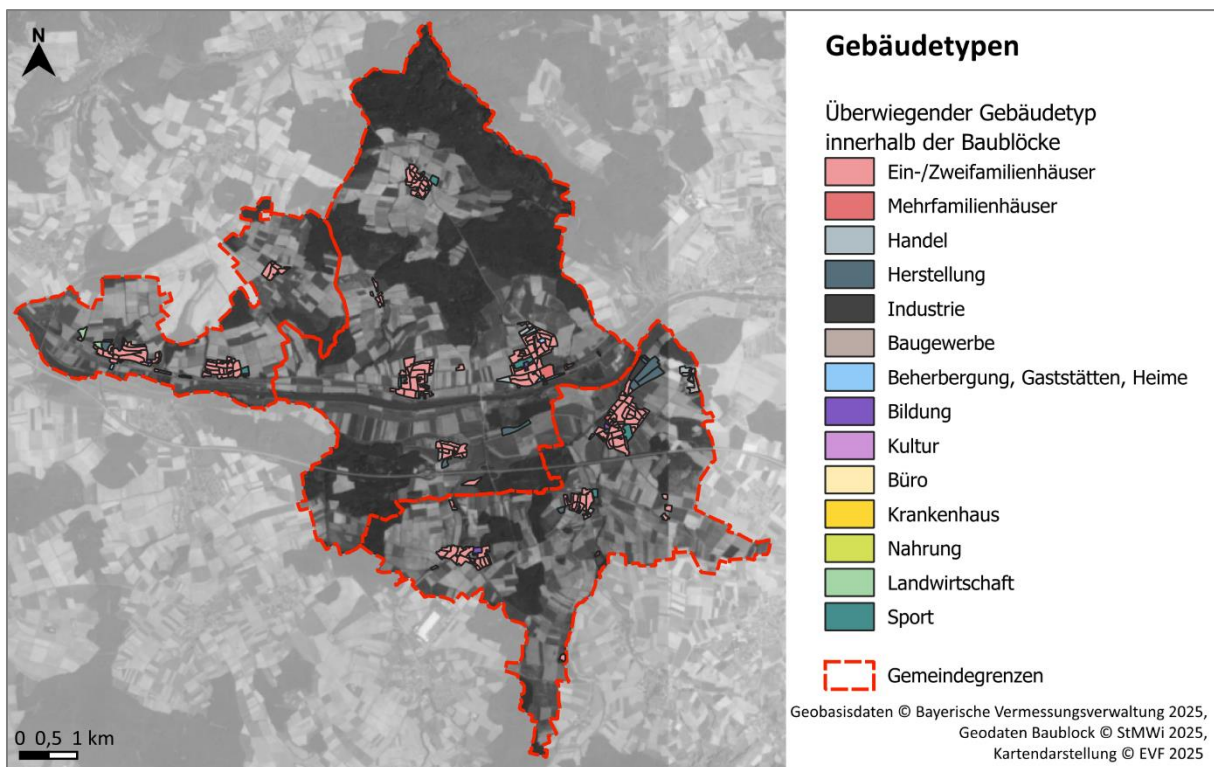 N
Gebäudetypen
Überwiegender Gebäudetyp
innerhalb der Baublöcke
Ein-/Zweifamilienhäuser
Mehrfamilienhäuser
Handel
Herstellung
Industrie
Baugewerbe
Beherbergung, Gaststätten, Heime
Bildung
Kultur
Büro
Krankenhaus
Nahrung
Landwirtschaft
Sport
Gemeindegrenzen
Geobasisdaten © Bayerische Vermessungsverwaltung 2025,
Geodaten Baublock © StMWi 2025,
Kartendarstellung © EVF 2025
0 0,5 1 km